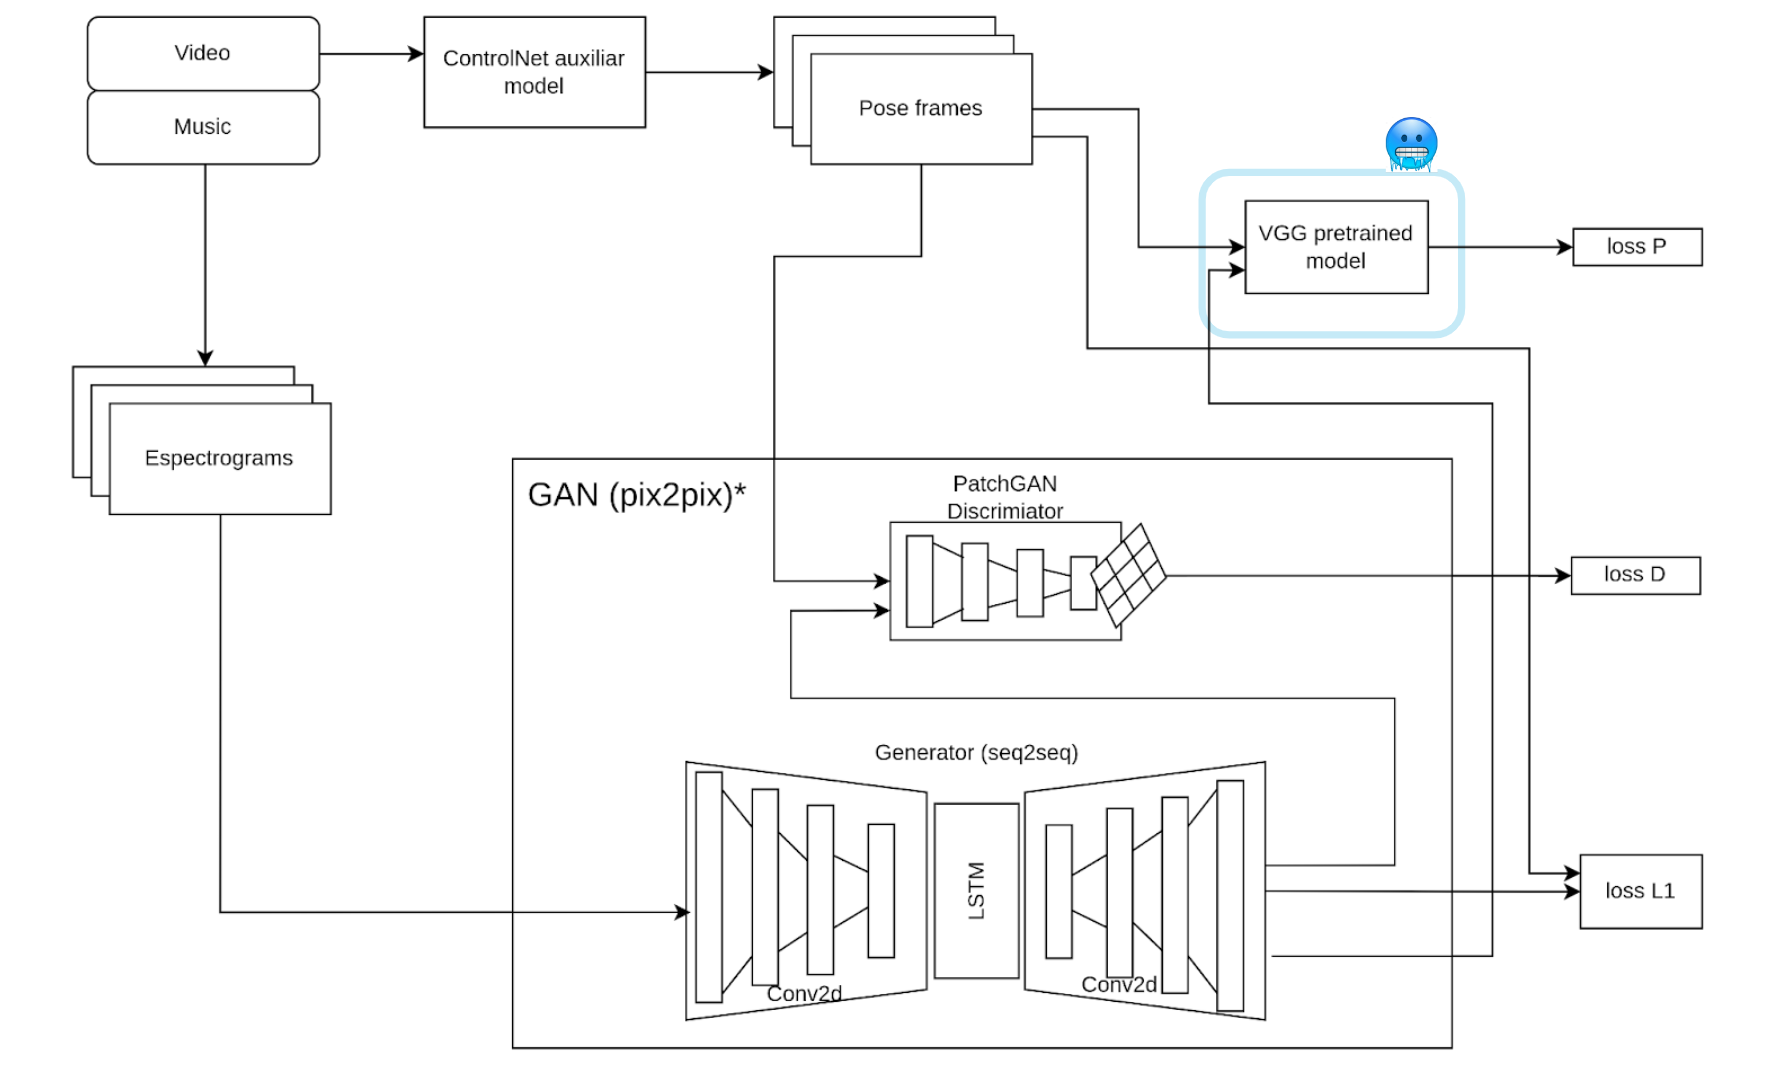 Video
Music
ControlNet auxiliar
model
Pose frames
VGG pretrained
model
loss P
Espectrograms
GAN (pix2pix)*
PatchGAN
Discrimiator
loss D
Generator (seq2seq)
LSTM
Conv2d
Conv2d
loss L1